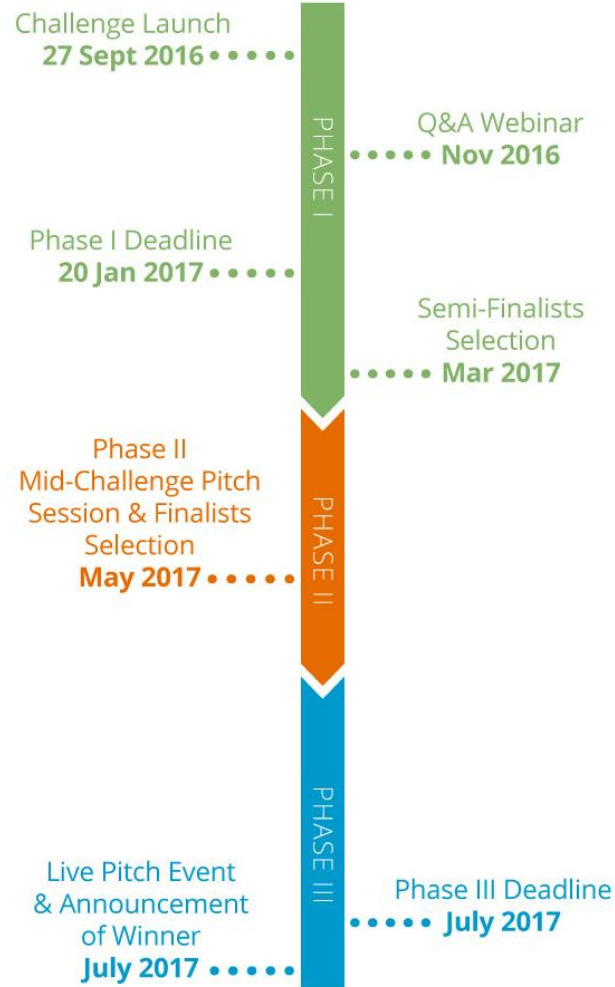 Challenge Launch
27 Sept 2016
PHASE I
Q&A Webinar
Nov 2016
Phase I Deadline
20 Jan 2017
Semi-Finalists
Selection
Mar 2017
Phase II
Mid-Challenge Pitch
Session & Finalists
Selection
May 2017
PHASE II
PHASE III
Live Pitch Event
& Announcement
of Winner
July 2017
Phase III Deadline
July 2017